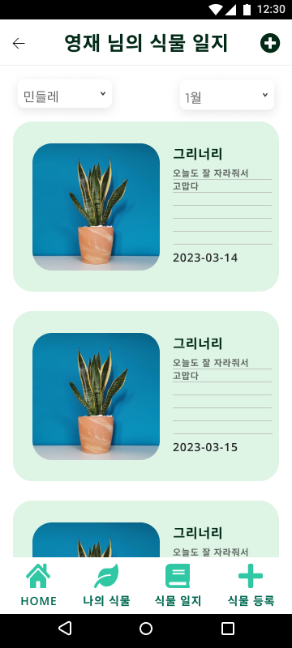 12:30
영재 님의 식물 일지
민들레
1월
그리너리
오늘도 잘 자라줘서
고맙다
2023-03-14
그리너리
오늘도 잘 자라줘서
고맙다
2023-03-15
그리너리
오늘도 잘 자라줘서
HOME
나의 식물
식물 일지
식물 등록